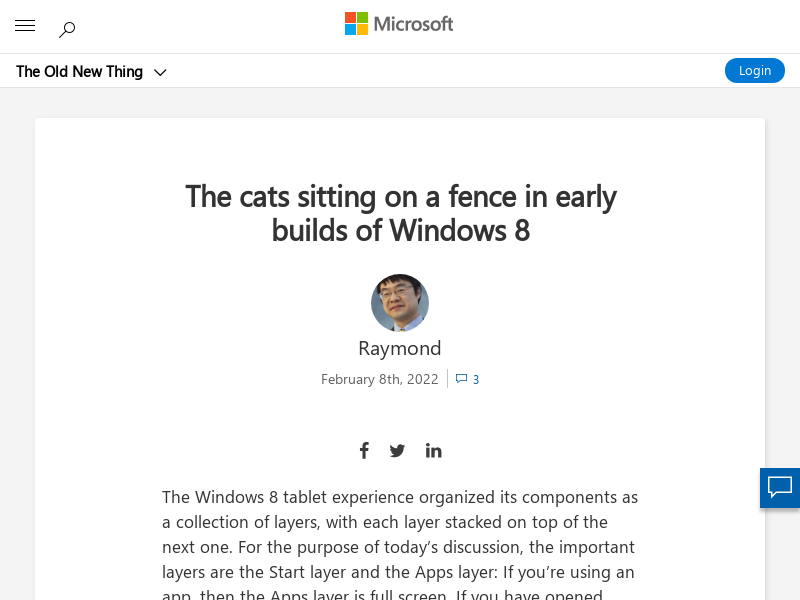 Microsoft
The Old New Thing
Login
The cats sitting on a fence in early
builds of Windows 8
Raymond
February 8th, 2022
3
The Windows 8 tablet experience organized its components as
a collection of layers, with each layer stacked on top of the
next one. For the purpose of today’s discussion, the important
layers are the Start layer and the Apps layer: If you’re using an
app, then the Apps layer is full screen. If you have opened